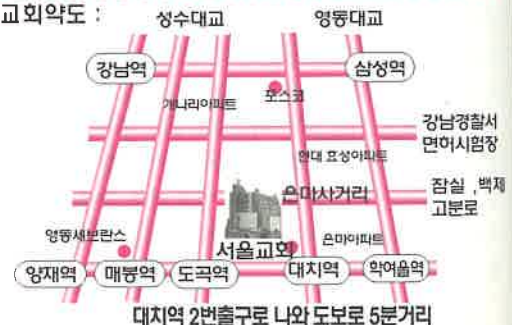 교회약도 :
성수대교 영동대교
강남역 삼성역
포스코
개나리아파트
강남경찰서
면허시험장
현대 효성아파트
잠실 ,백제
고분로
은마사거리
영동세브란스
서울교회 은마아파트
양재역 매봉역 도곡역 대치역 학여울역
대치역 2번출구로 나와 도보로 5분거리